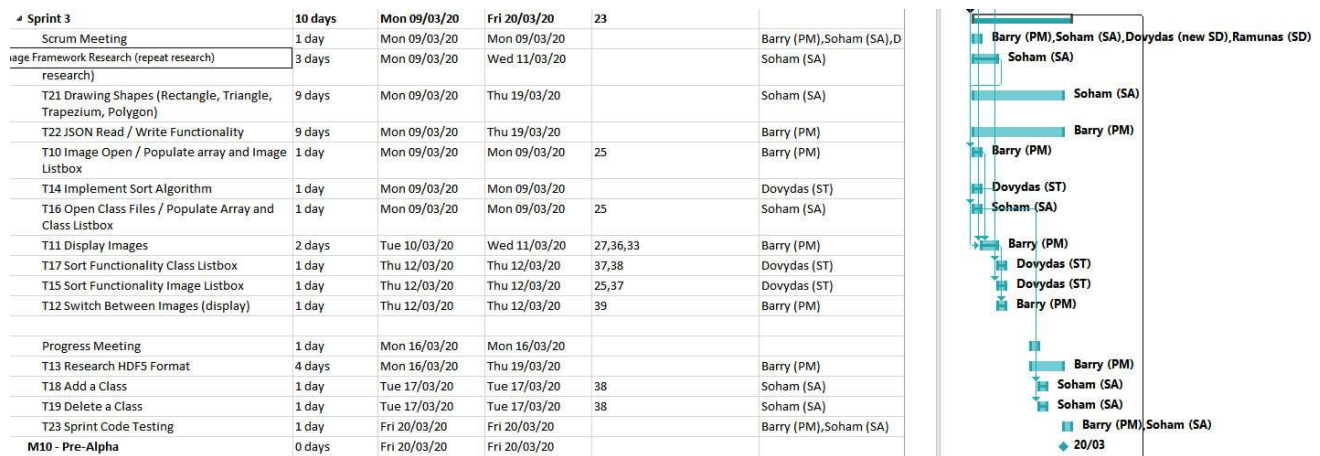 Sprint 3 10 days Mon 09/03/20 Fri 20/03/20 23
Scrum Meeting 1 day Mon 09/03/20 Mon 09/03/20 Barry (PM),Soham (SA),D Barry (PM),Soham (SA),Dovydas (new SD),Ramunas (SD)
age Framework Research (repeat research) 3 days Mon 09/03/20 Wed 11/03/20 Soham (SA) Soham (SA)
research)
T21 Drawing Shapes (Rectangle, Triangle, 9 days Mon 09/03/20 Thu 19/03/20 Soham (SA) Soham (SA)
Trapezium, Polygon)
T22 JSON Read / Write Functionality 9 days Mon 09/03/20 Thu 19/03/20 Barry (PM) Barry (PM)
T10 Image Open / Populate array and Image 1 day Mon 09/03/20 Mon 09/03/20 25 Barry (PM) Barry (PM)
Listbox
T14 Implement Sort Algorithm 1 day Mon 09/03/20 Mon 09/03/20 Dovydas (ST) Dovydas (ST)
T16 Open Class Files / Populate Array and 1 day Mon 09/03/20 Mon 09/03/20 25 Soham (SA) Soham (SA)
Class Listbox
T11 Display Images 2 days Tue 10/03/20 Wed 11/03/20 27,36,33 Barry (PM) Barry (PM)
T17 Sort Functionality Class Listbox 1 day Thu 12/03/20 Thu 12/03/20 37,38 Dovydas (ST) Dovydas (ST)
T15 Sort Functionality Image Listbox 1 day Thu 12/03/20 Thu 12/03/20 25,37 Dovydas (ST) Dovydas (ST)
T12 Switch Between Images (display) 1 day Thu 12/03/20 Thu 12/03/20 39 Barry (PM) Barry (PM)
Progress Meeting 1 day Mon 16/03/20 Mon 16/03/20
T13 Research HDF5 Format 4 days Mon 16/03/20 Thu 19/03/20 Barry (PM) Barry (PM)
T18 Add a Class 1 day Tue 17/03/20 Tue 17/03/20 38 Soham (SA) Soham (SA)
T19 Delete a Class 1 day Tue 17/03/20 Tue 17/03/20 38 Soham (SA) Soham (SA)
T23 Sprint Code Testing 1 day Fri 20/03/20 Fri 20/03/20 Barry (PM),Soham (SA) Barry (PM),Soham (SA)
M10 - Pre-Alpha 0 days Fri 20/03/20 Fri 20/03/20 20/03